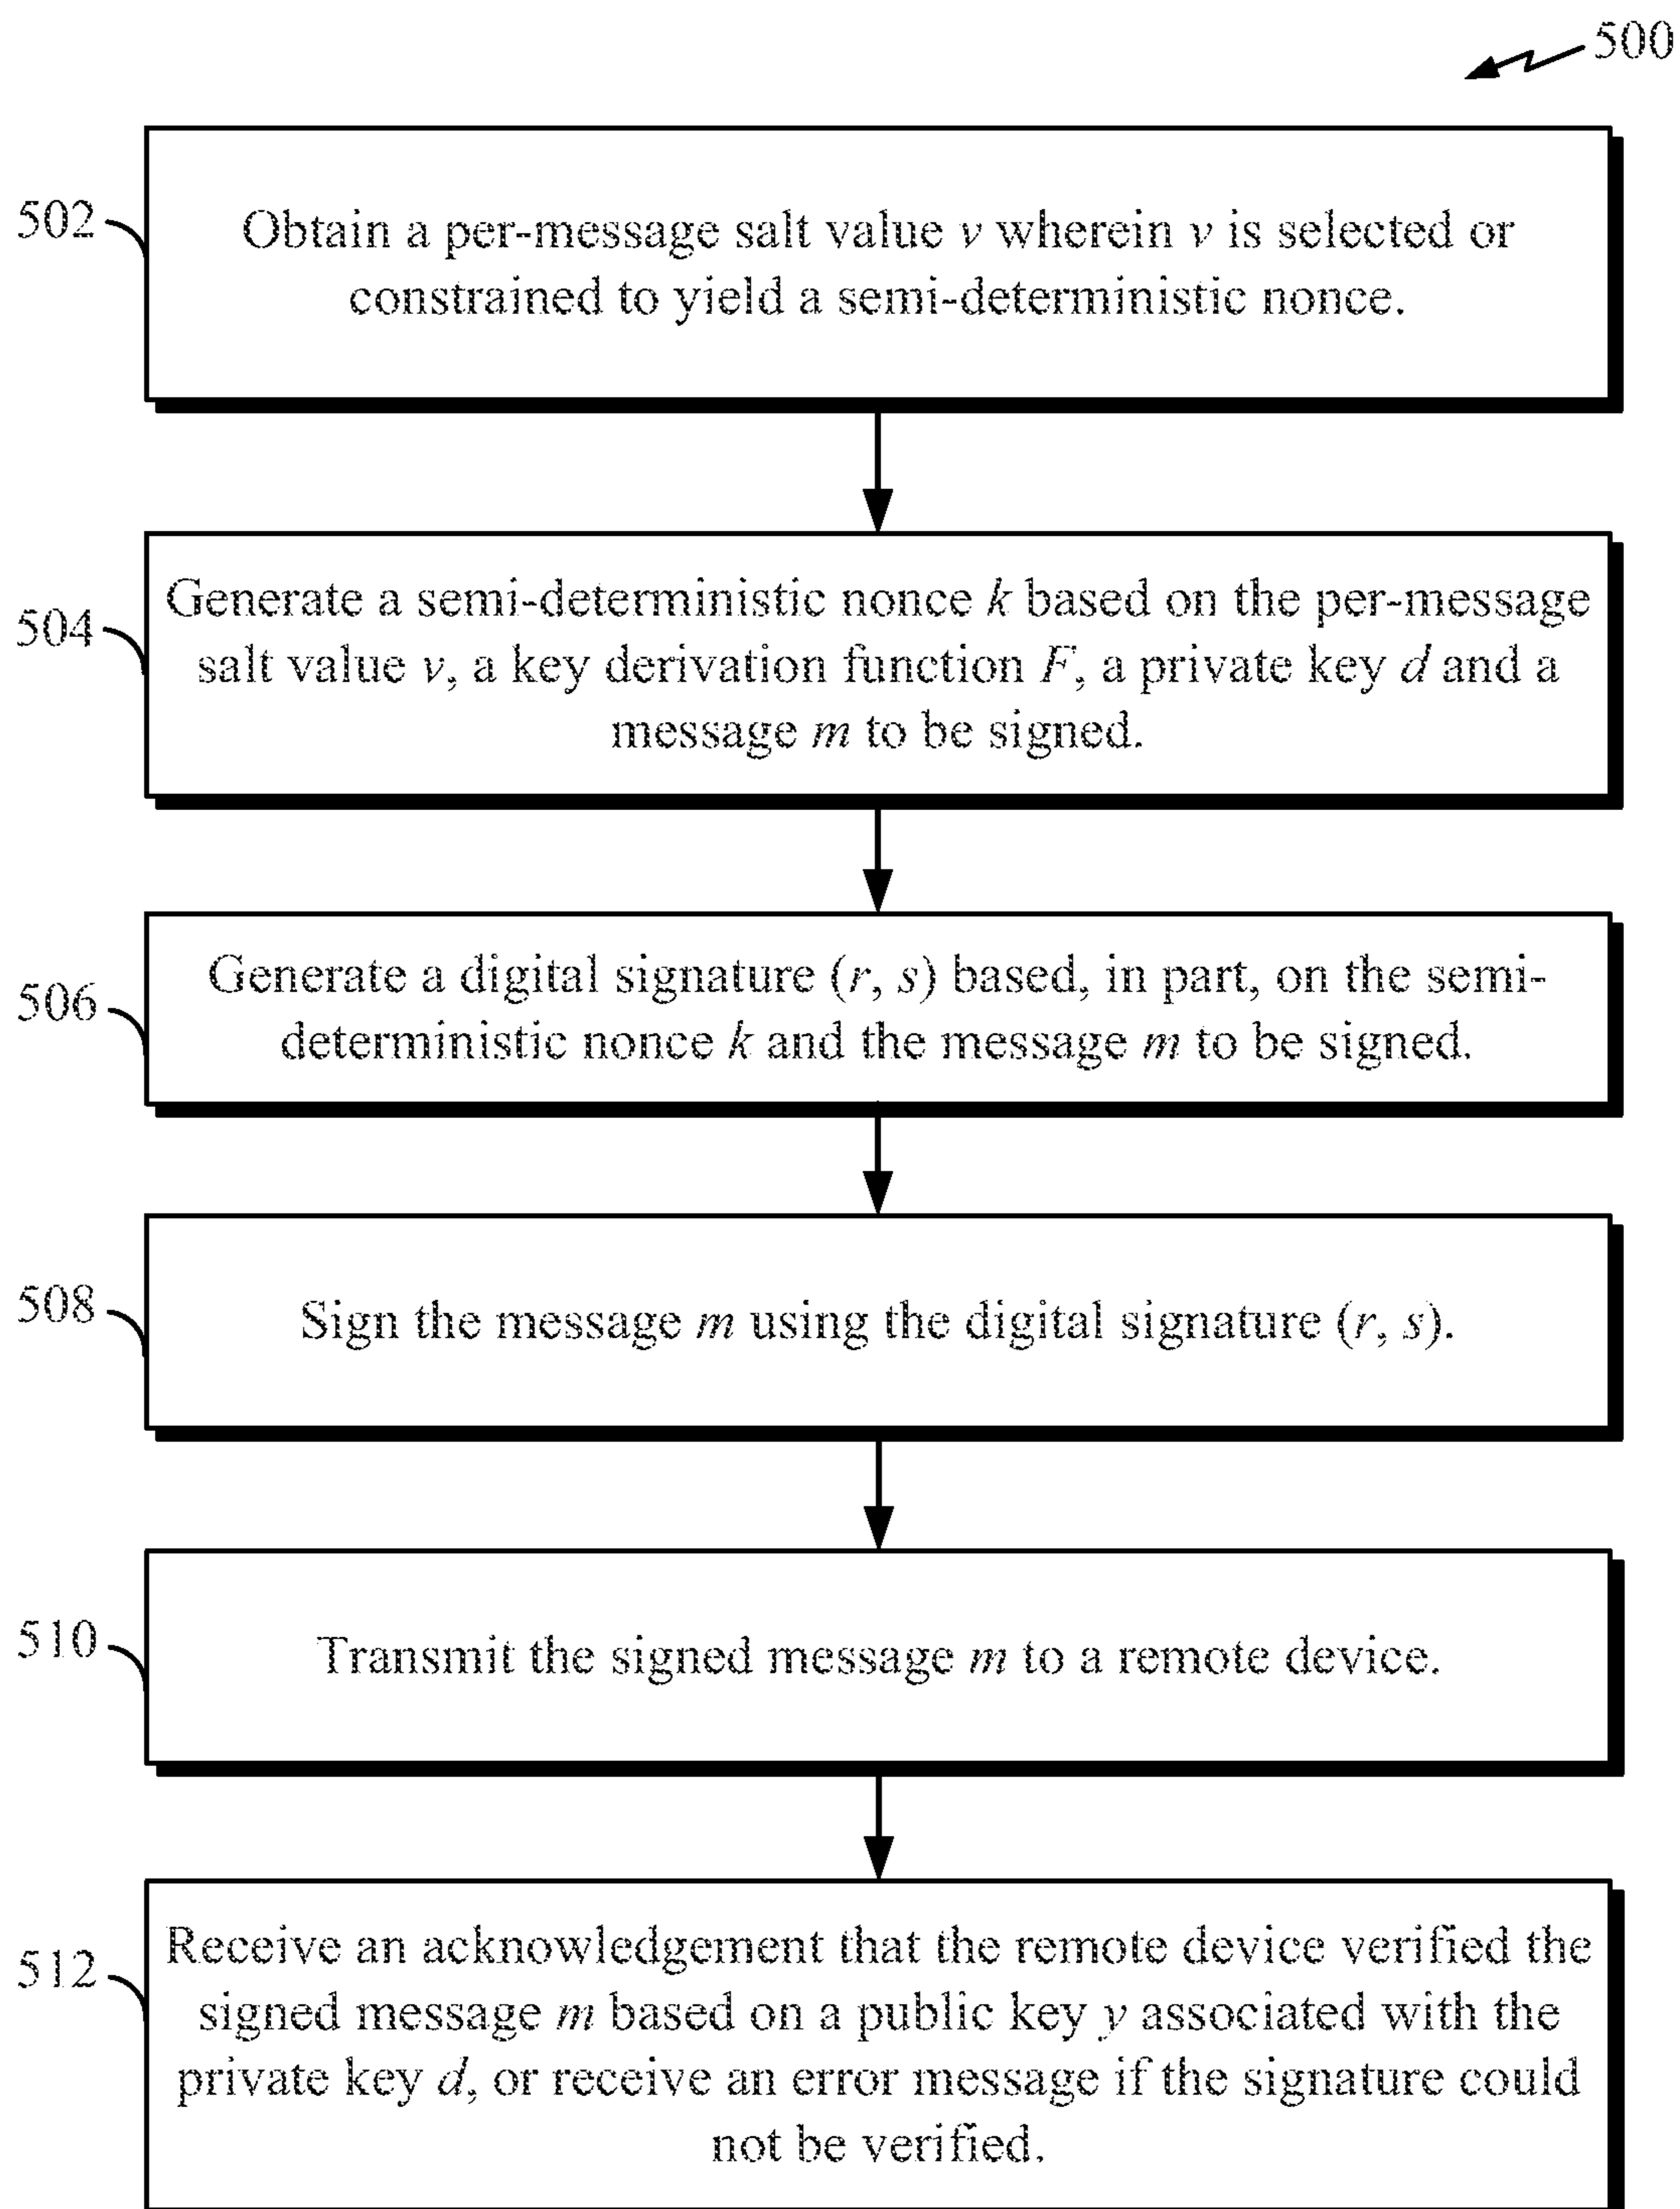 500
502
Obtain a per-message salt value v wherein v is selected or
constrained to yield a semi-deterministic nonce.
504
Generate a semi-deterministic nonce k based on the per-message
salt value v, a key derivation function F, a private key d and a
message m to be signed.
506
Generate a digital signature (r, s) based, in part, on the semi-
deterministic nonce k and the message m to be signed.
508
Sign the message m using the digital signature (r, s).
510
Transmit the signed message m to a remote device.
512
Receive an acknowledgement that the remote device verified the
signed message m based on a public key y associated with the
private key d, or receive an error message if the signature could
not be verified.